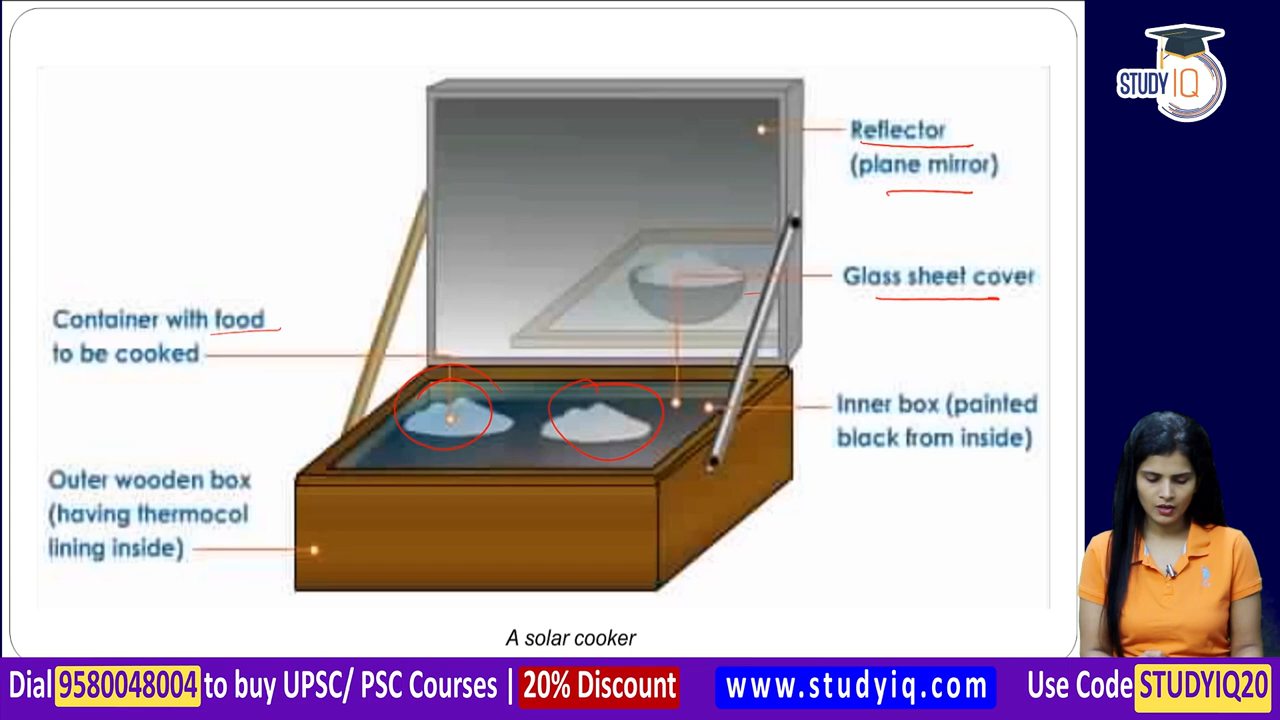 STUDY IQ
Reflector
(plane mirror)
Glass sheet cover
Container with food
to be cooked
Inner box (painted
black from inside)
Outer wooden box
(having thermocol
lining inside)
A solar cooker
Dial 9580048004 to buy UPSC/ PSC Courses | 20% Discount www.studyiq.com Use Code STUDYIQ20